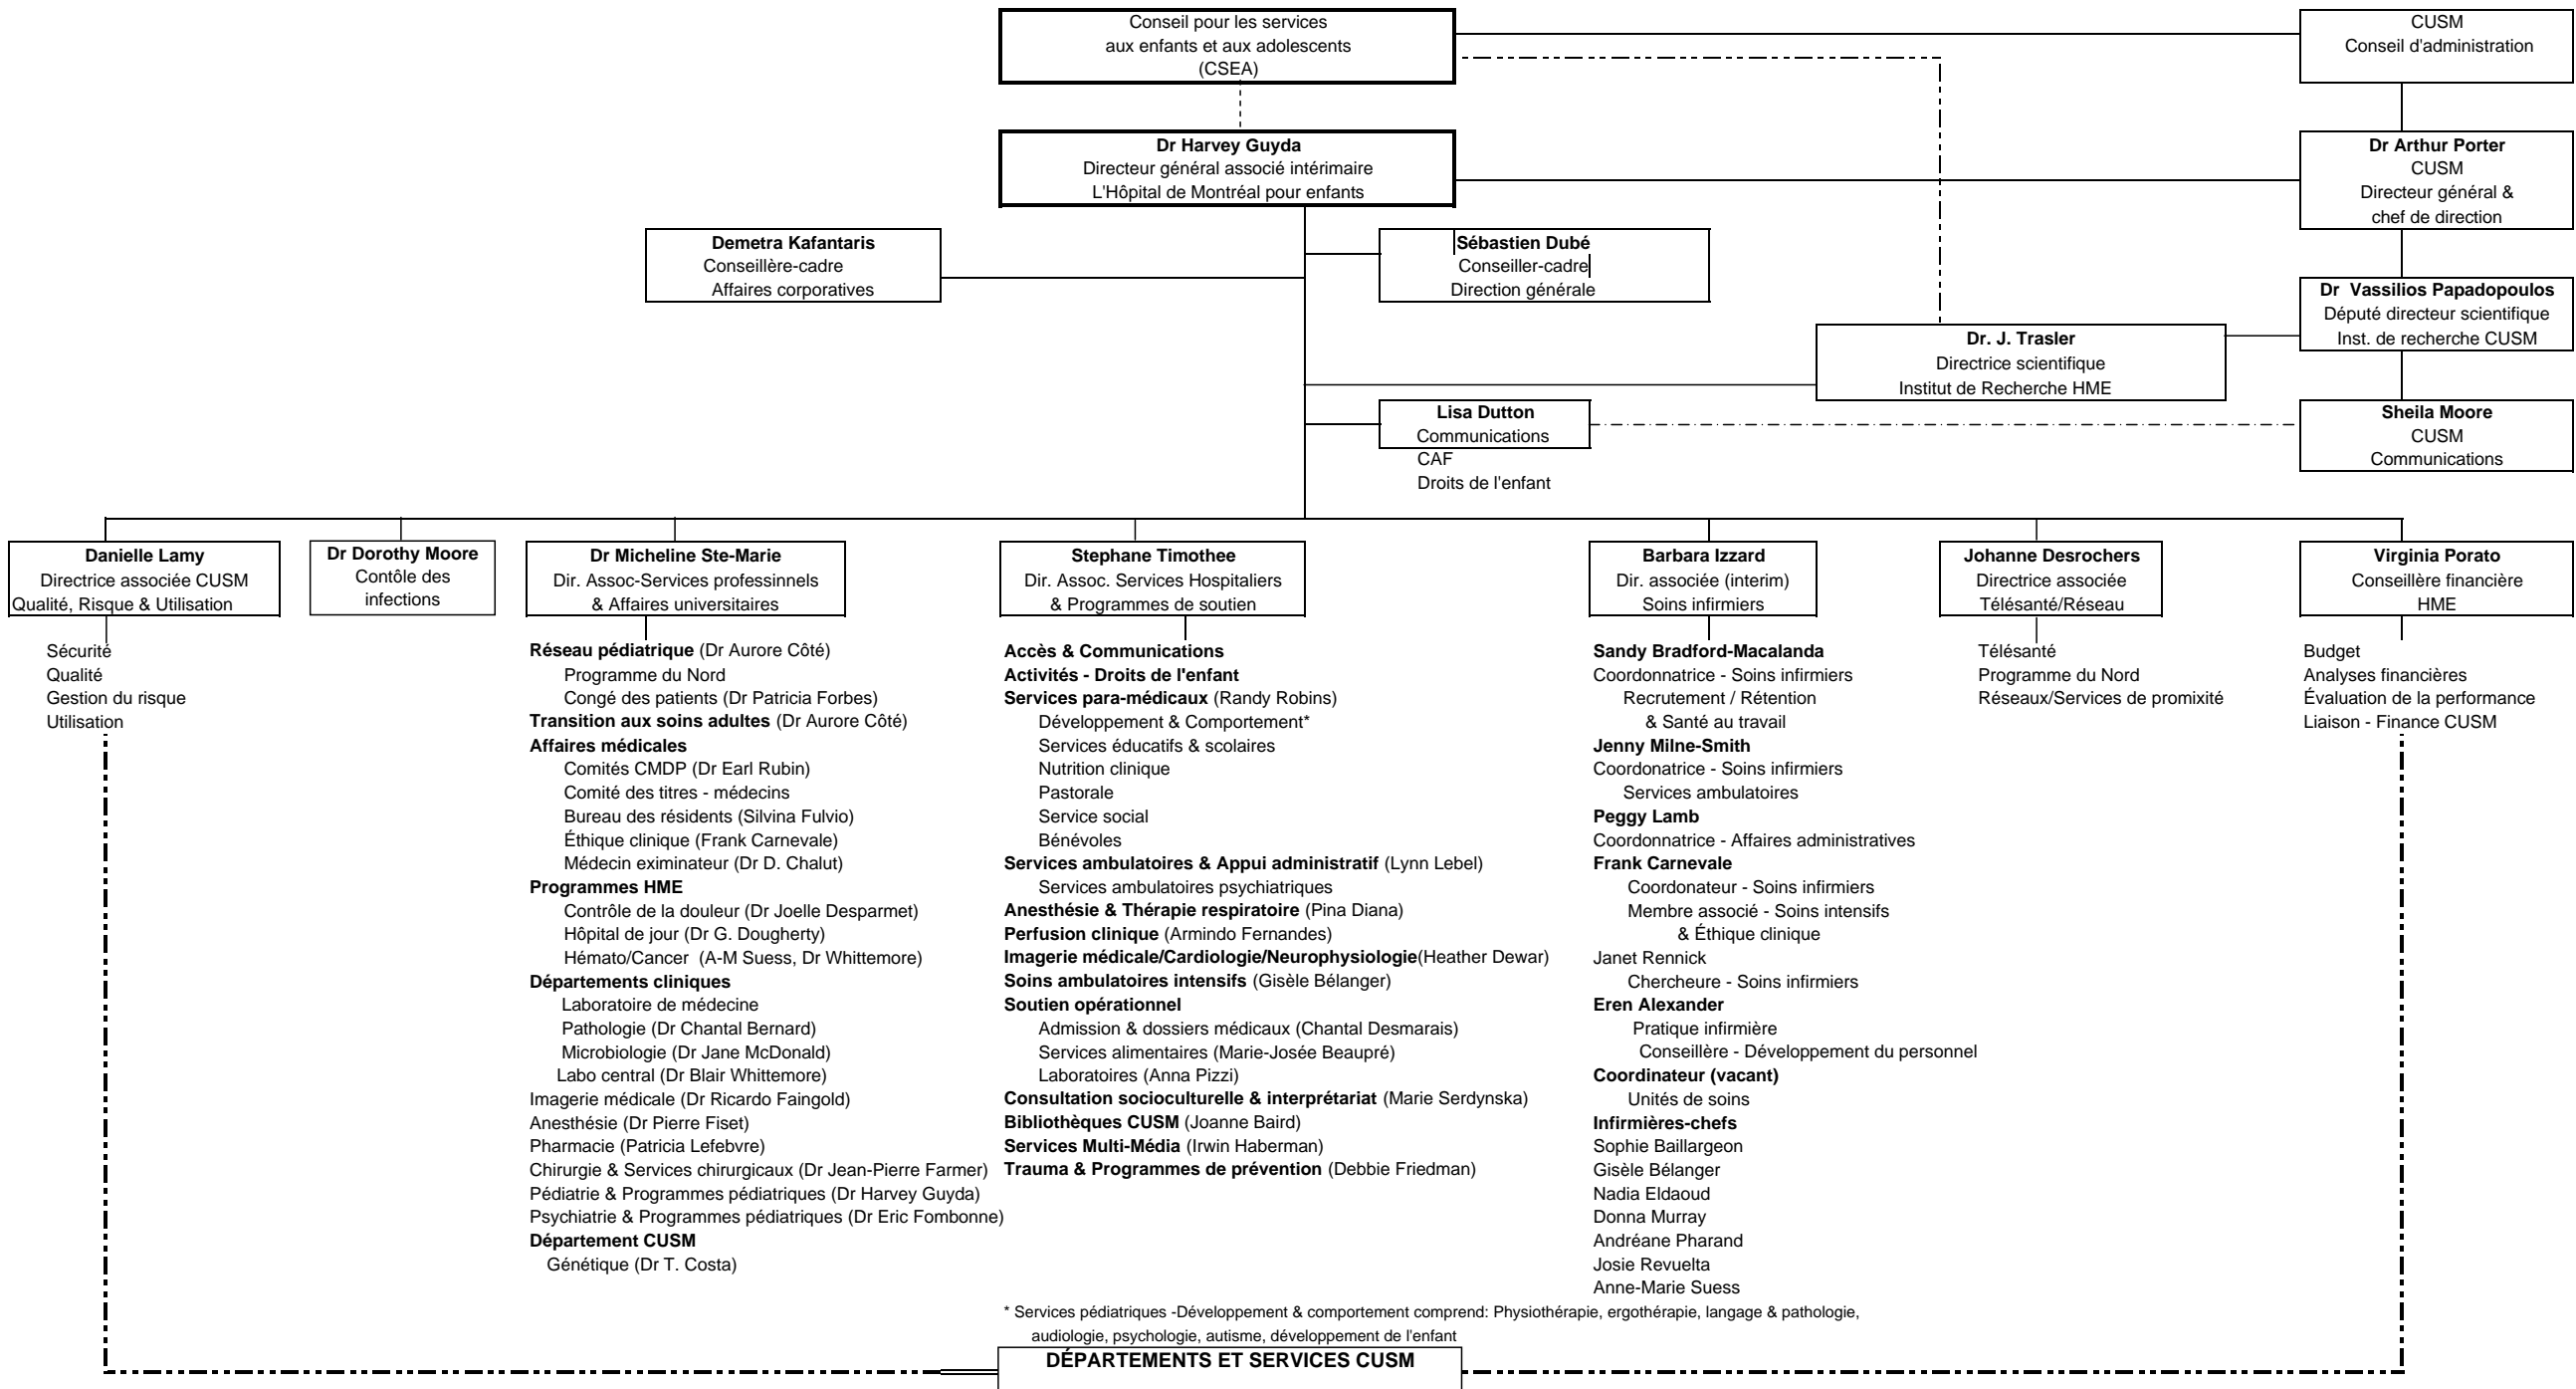 Conseil pour les services
aux enfants et aux adolescents
(CSEA)
CUSM
Conseil d'administration
Dr Harvey Guyda
Directeur général associé intérimaire
L'Hôpital de Montréal pour enfants
Dr Arthur Porter
CUSM
Directeur général &
chef de direction
Demetra Kafantaris
Conseillère-cadre
Affaires corporatives
Sébastien Dubé
Conseiller-cadre
Direction générale
Dr Vassilios Papadopoulos
Député directeur scientifique
Inst. de recherche CUSM
Dr. J. Trasler
Directrice scientifique
Institut de Recherche HME
Lisa Dutton
Communications
CAF
Droits de l'enfant
Sheila Moore
CUSM
Communications
Danielle Lamy
Directrice associée CUSM
Qualité, Risque & Utilisation
Sécurité
Qualité
Gestion du risque
Utilisation
Dr Dorothy Moore
Contôle des
infections
Dr Micheline Ste-Marie
Dir. Assoc-Services professinnels
& Affaires universitaires
Réseau pédiatrique (Dr Aurore Côté)
Programme du Nord
Congé des patients (Dr Patricia Forbes)
Transition aux soins adultes (Dr Aurore Côté)
Affaires médicales
Comités CMDP (Dr Earl Rubin)
Comité des titres - médecins
Bureau des résidents (Silvina Fulvio)
Éthique clinique (Frank Carnevale)
Médecin eximinateur (Dr D. Chalut)
Programmes HME
Contrôle de la douleur (Dr Joelle Desparmet)
Hôpital de jour (Dr G. Dougherty)
Hémato/Cancer (A-M Suess, Dr Whittemore)
Départements cliniques
Laboratoire de médecine
Pathologie (Dr Chantal Bernard)
Microbiologie (Dr Jane McDonald)
Labo central (Dr Blair Whittemore)
Imagerie médicale (Dr Ricardo Faingold)
Anesthésie (Dr Pierre Fiset)
Pharmacie (Patricia Lefebvre)
Chirurgie & Services chirurgicaux (Dr Jean-Pierre Farmer)
Pédiatrie & Programmes pédiatriques (Dr Harvey Guyda)
Psychiatrie & Programmes pédiatriques (Dr Eric Fombonne)
Département CUSM
Génétique (Dr T. Costa)
Stephane Timothee
Dir. Assoc. Services Hospitaliers
& Programmes de soutien
Accès & Communications
Activités - Droits de l'enfant
Services para-médicaux (Randy Robins)
Développement & Comportement*
Services éducatifs & scolaires
Nutrition clinique
Pastorale
Service social
Bénévoles
Services ambulatoires & Appui administratif (Lynn Lebel)
Services ambulatoires psychiatriques
Anesthésie & Thérapie respiratoire (Pina Diana)
Perfusion clinique (Armindo Fernandes)
Imagerie médicale/Cardiologie/Neurophysiologie(Heather Dewar)
Soins ambulatoires intensifs (Gisèle Bélanger)
Soutien opérationnel
Admission & dossiers médicaux (Chantal Desmarais)
Services alimentaires (Marie-Josée Beaupré)
Laboratoires (Anna Pizzi)
Consultation socioculturelle & interprétariat (Marie Serdynska)
Bibliothèques CUSM (Joanne Baird)
Services Multi-Média (Irwin Haberman)
Trauma & Programmes de prévention (Debbie Friedman)
Barbara Izzard
Dir. associée (interim)
Soins infirmiers
Sandy Bradford-Macalanda
Coordonnatrice - Soins infirmiers
Recrutement / Rétention
& Santé au travail
Jenny Milne-Smith
Coordonatrice - Soins infirmiers
Services ambulatoires
Peggy Lamb
Coordonnatrice - Affaires administratives
Frank Carnevale
Coordonateur - Soins infirmiers
Membre associé - Soins intensifs
& Éthique clinique
Janet Rennick
Chercheure - Soins infirmiers
Eren Alexander
Pratique infirmière
Conseillère - Développement du personnel
Coordinateur (vacant)
Unités de soins
Infirmières-chefs
Sophie Baillargeon
Gisèle Bélanger
Nadia Eldaoud
Donna Murray
Andréane Pharand
Josie Revuelta
Anne-Marie Suess
Johanne Desrochers
Directrice associée
Télésanté/Réseau
Télésanté
Programme du Nord
Réseaux/Services de promixité
Virginia Porato
Conseillère financière
HME
Budget
Analyses financières
Évaluation de la performance
Liaison - Finance CUSM
* Services pédiatriques -Développement & comportement comprend: Physiothérapie, ergothérapie, langage & pathologie,
audiologie, psychologie, autisme, développement de l'enfant
DÉPARTEMENTS ET SERVICES CUSM